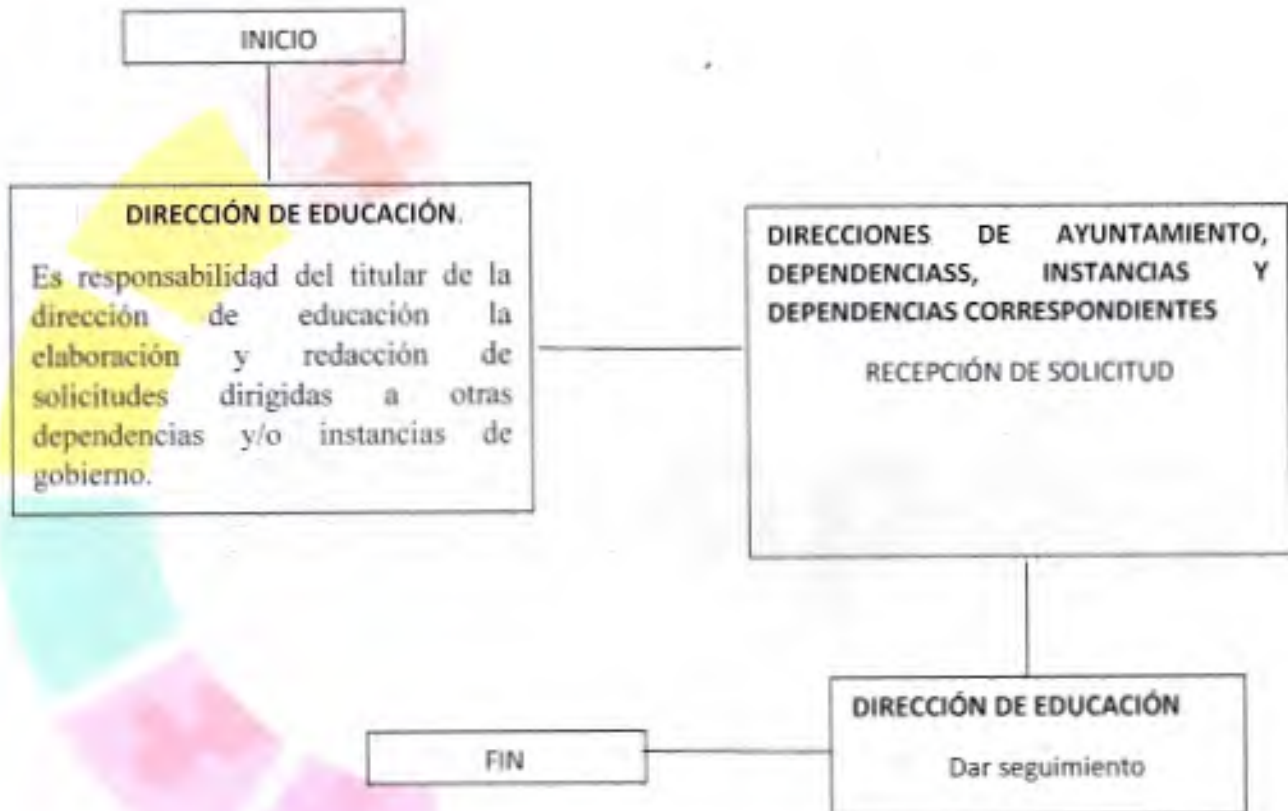 INICIO
DIRECCIÓN DE EDUCACIÓN.
Es responsabilidad del titular de la
dirección de educación la
elaboración y redacción de
solicitudes dirigidas a otras
dependencias y/o instancias de
gobierno.
DIRECCIONES DE AYUNTAMIENTO,
DEPENDENCIASS, INSTANCIAS Y
DEPENDENCIAS CORRESPONDIENTES
RECEPCIÓN DE SOLICITUD
DIRECCIÓN DE EDUCACIÓN
Dar seguimiento
FIN